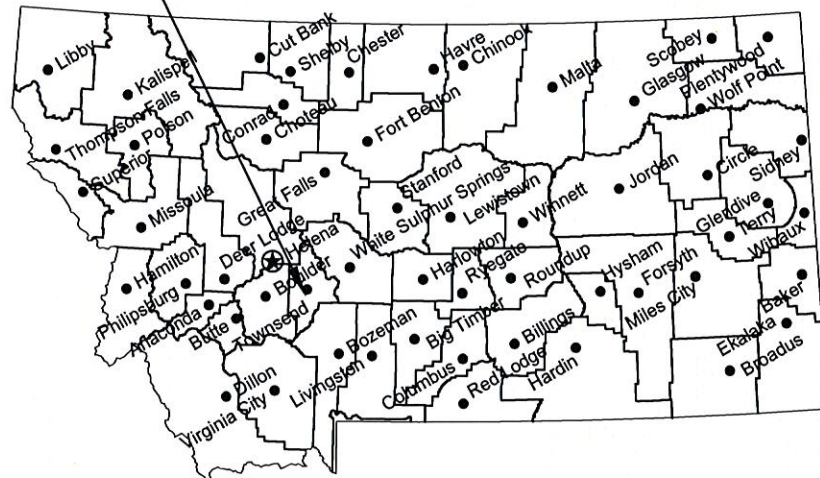 Libby
Kalispel
Cut Bank
Shelby
Chester
Havre
Chinook
Malta
Glasgow
Scobey
Plentywood
Wolf Point
Thompson Falls
Polson
Conrad
Choteau
Fort Benton
Superior
Missoula
Great Falls
Stanford
Lewistown
Winnett
Jordan
Circle
Sidney
Glendive
Terry
Wibaux
Deer Lodge
Helena
White Sulphur Springs
Hamilton
Philipsburg
Anaconda
Butte
Boulder
Townsend
Harlowton
Ryegate
Roundup
Hysham
Forsyth
Miles City
Baker
Ekalaka
Broadus
Bozeman
Livingston
Big Timber
Columbus
Billings
Red Lodge
Hardin
Dillon
Virginia City